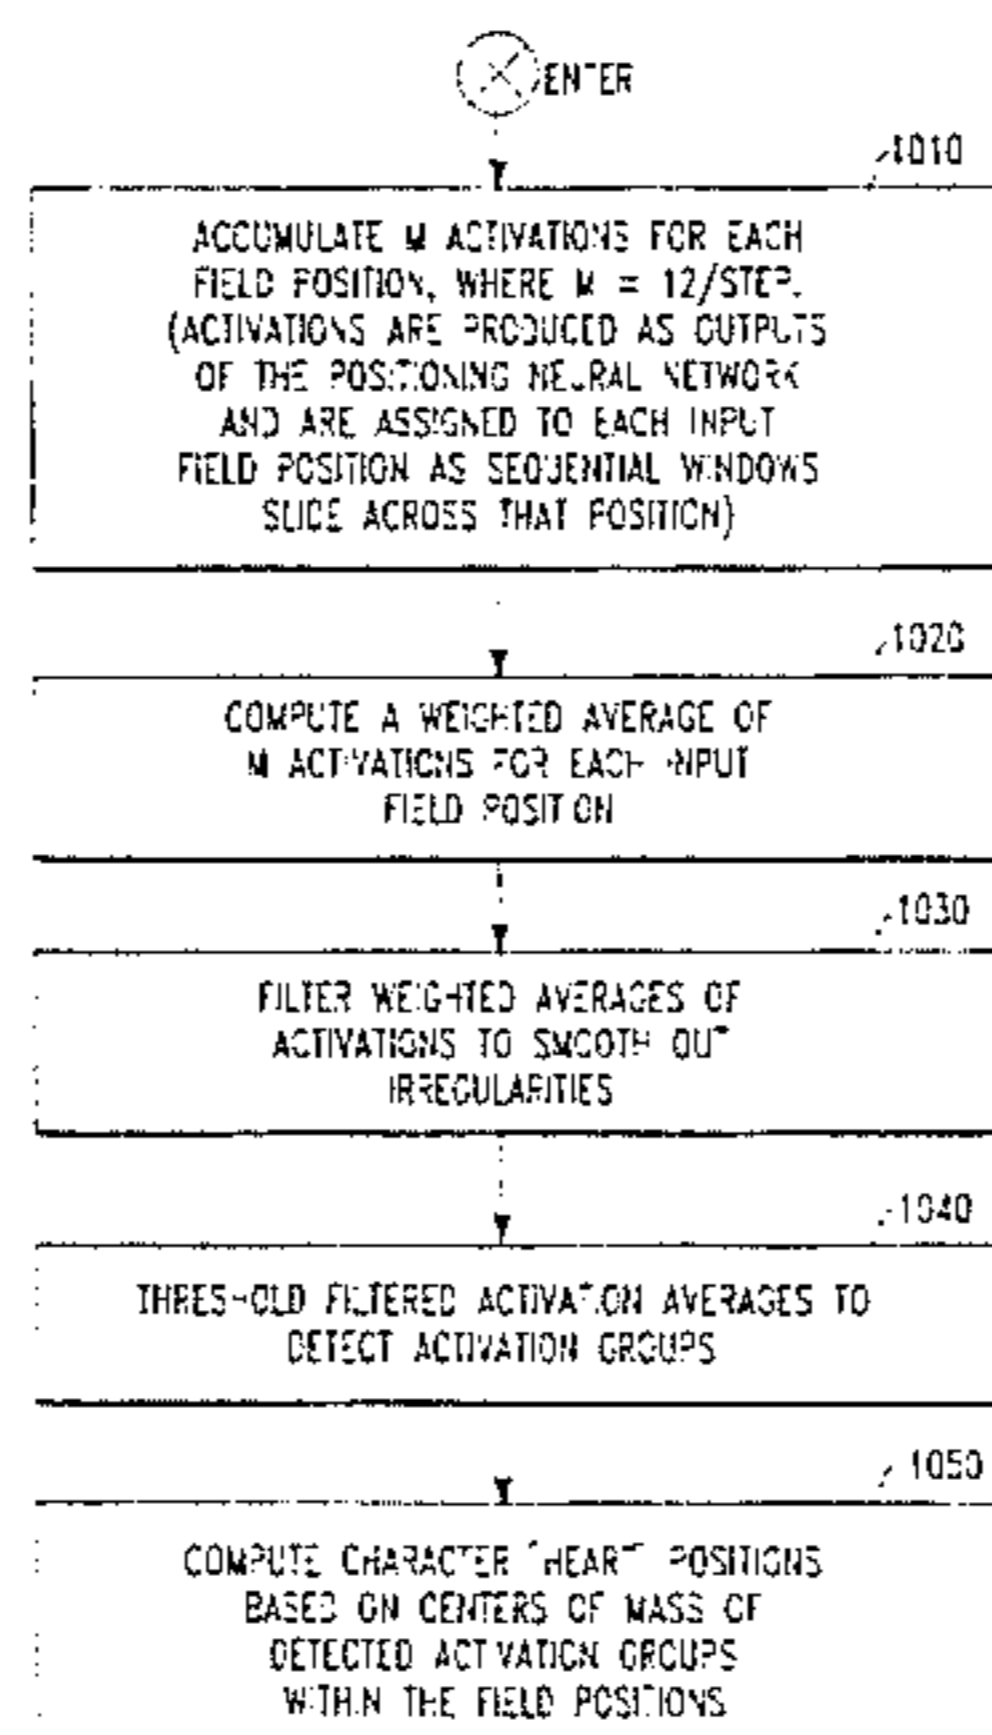 ENTER
1010
ACCUMULATE M ACTIVATIONS FOR EACH
FIELD POSITION, WHERE M = 12/STEP.
(ACTIVATIONS ARE PRODUCED AS OUTPUTS
OF THE POSITIONING NEURAL NETWORK
AND ARE ASSIGNED TO EACH INPUT
FIELD POSITION AS SEQUENTIAL WINDOWS
SLIDE ACROSS THAT POSITION)
1020
COMPUTE A WEIGHTED AVERAGE OF
M ACTIVATIONS FOR EACH INPUT
FIELD POSITION
1030
FILTER WEIGHTED AVERAGES OF
ACTIVATIONS TO SMOOTH OUT
IRREGULARITIES
1040
THRESHOLD FILTERED ACTIVATION AVERAGES TO
DETECT ACTIVATION GROUPS
1050
COMPUTE CHARACTER "HEART" POSITIONS
BASED ON CENTERS OF MASS OF
DETECTED ACTIVATION GROUPS
WITHIN THE FIELD POSITIONS